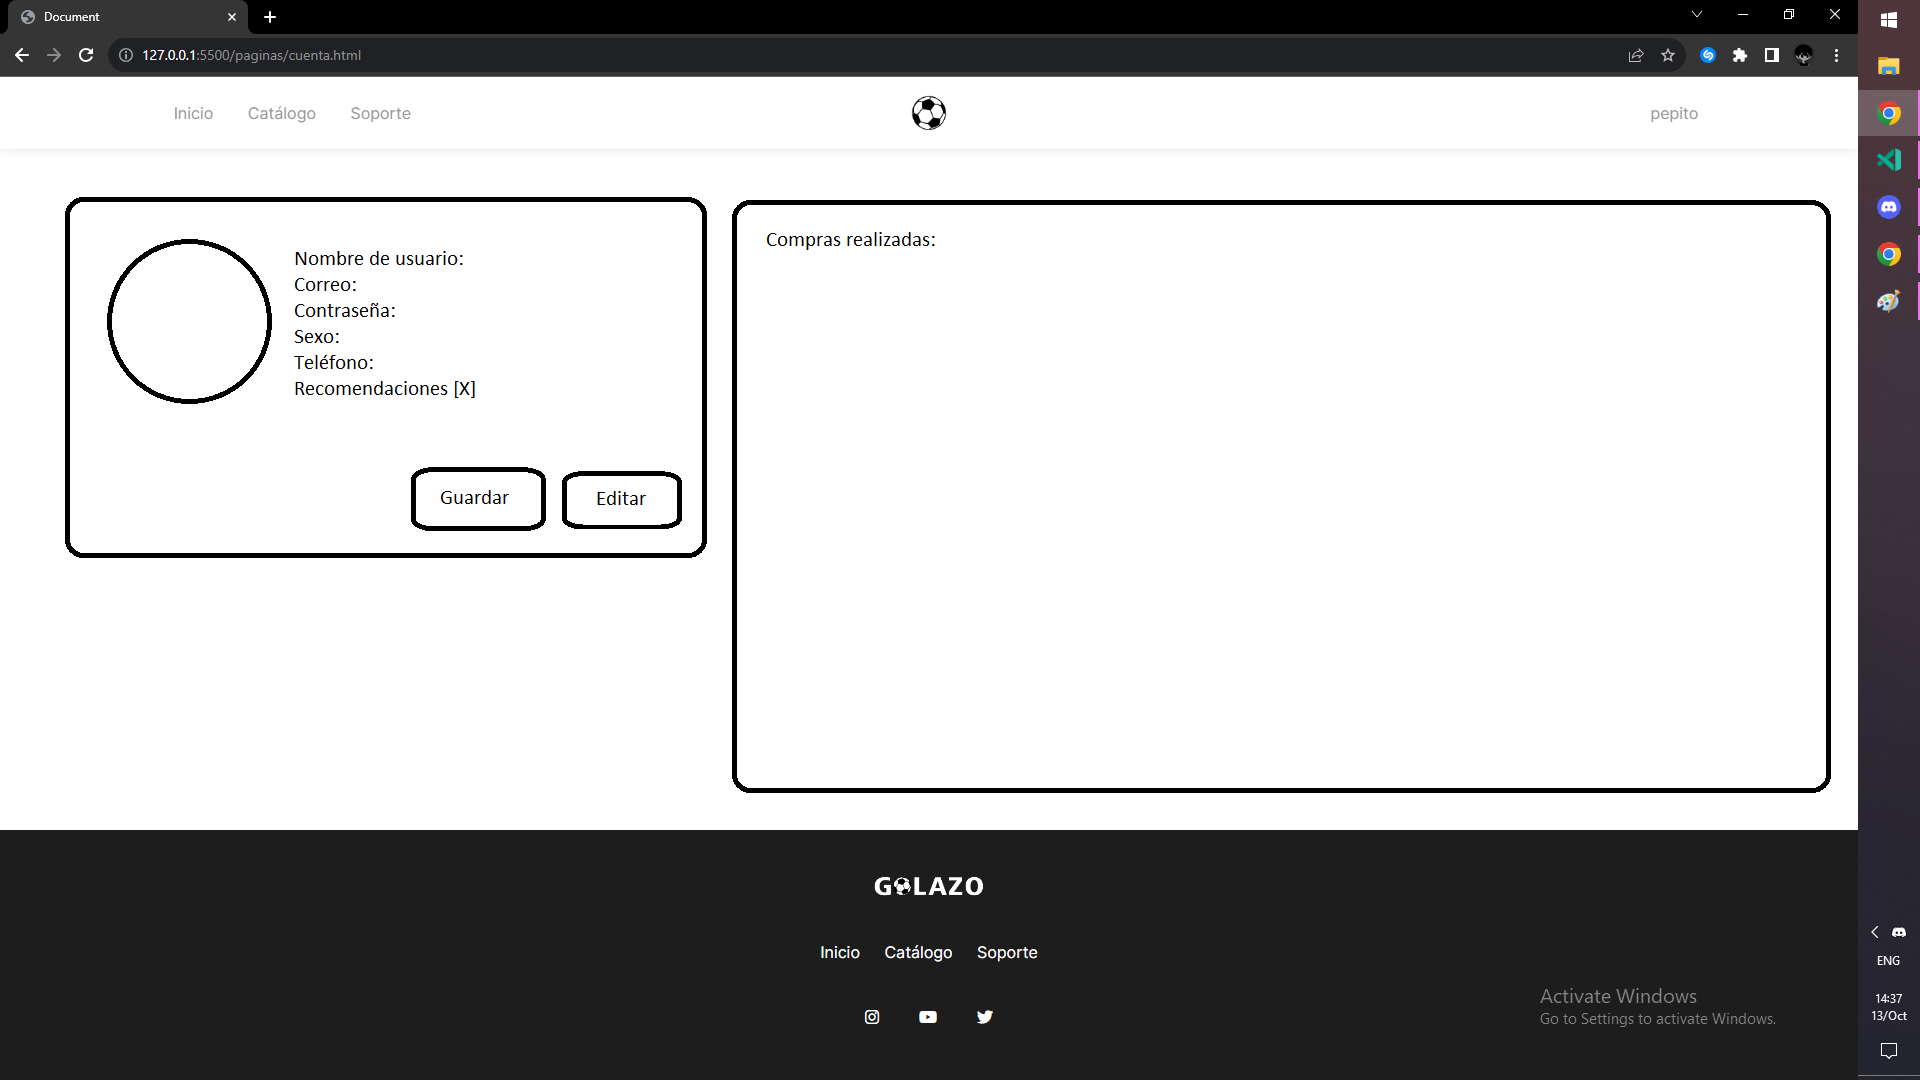 Document
127.0.0.1:5500/paginas/cuenta.html
Inicio Catálogo Soporte pepito
Nombre de usuario:
Correo:
Contraseña:
Sexo:
Teléfono:
Recomendaciones [X]
Guardar Editar
Compras realizadas:
GOLAZO
Inicio Catálogo Soporte
Activate Windows
Go to Settings to activate Windows.
ENG
14:37
13/Oct